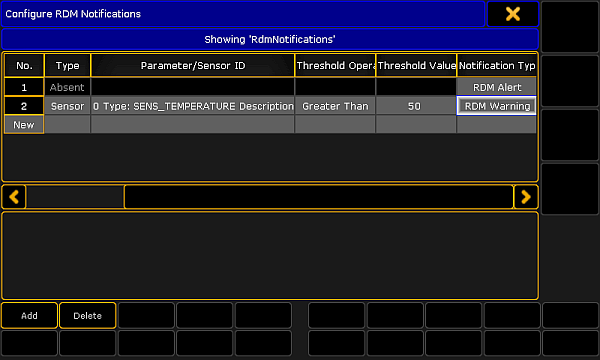 Configure RDM Notifications
Showing 'RdmNotifications'
No. Type Parameter/Sensor ID Threshold Opera Threshold Value Notification Typ
1 Absent RDM Alert
2 Sensor 0 Type: SENS_TEMPERATURE Description Greater Than 50 RDM Warning
New
Add Delete